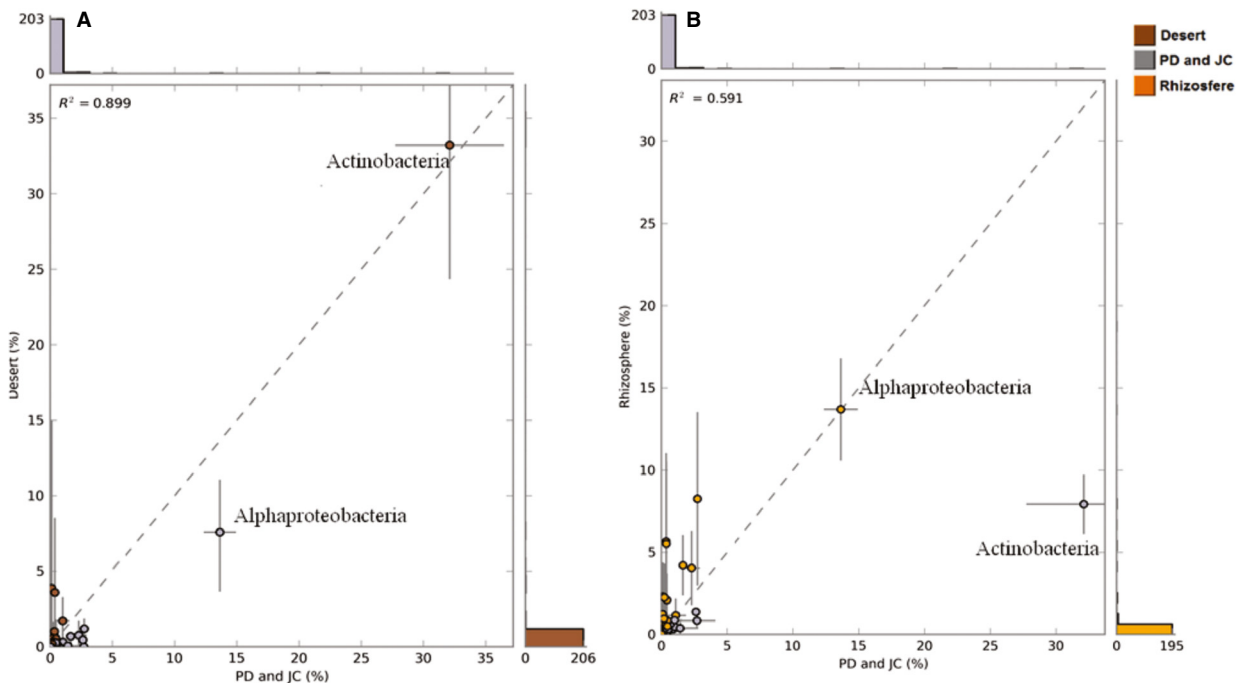 203
A
0
R² = 0.899
35
30
25
20
15
10
5
0
Desert (%)
Actinobacteria
Alphaproteobacteria
0 5 10 15 20 25 30 35
PD and JC (%)
0 206
203
B
0
R² = 0.591
30
25
20
15
10
5
0
Rhizosphere (%)
Alphaproteobacteria
Actinobacteria
0 5 10 15 20 25 30
PD and JC (%)
0 195
Desert
PD and JC
Rhizosfere